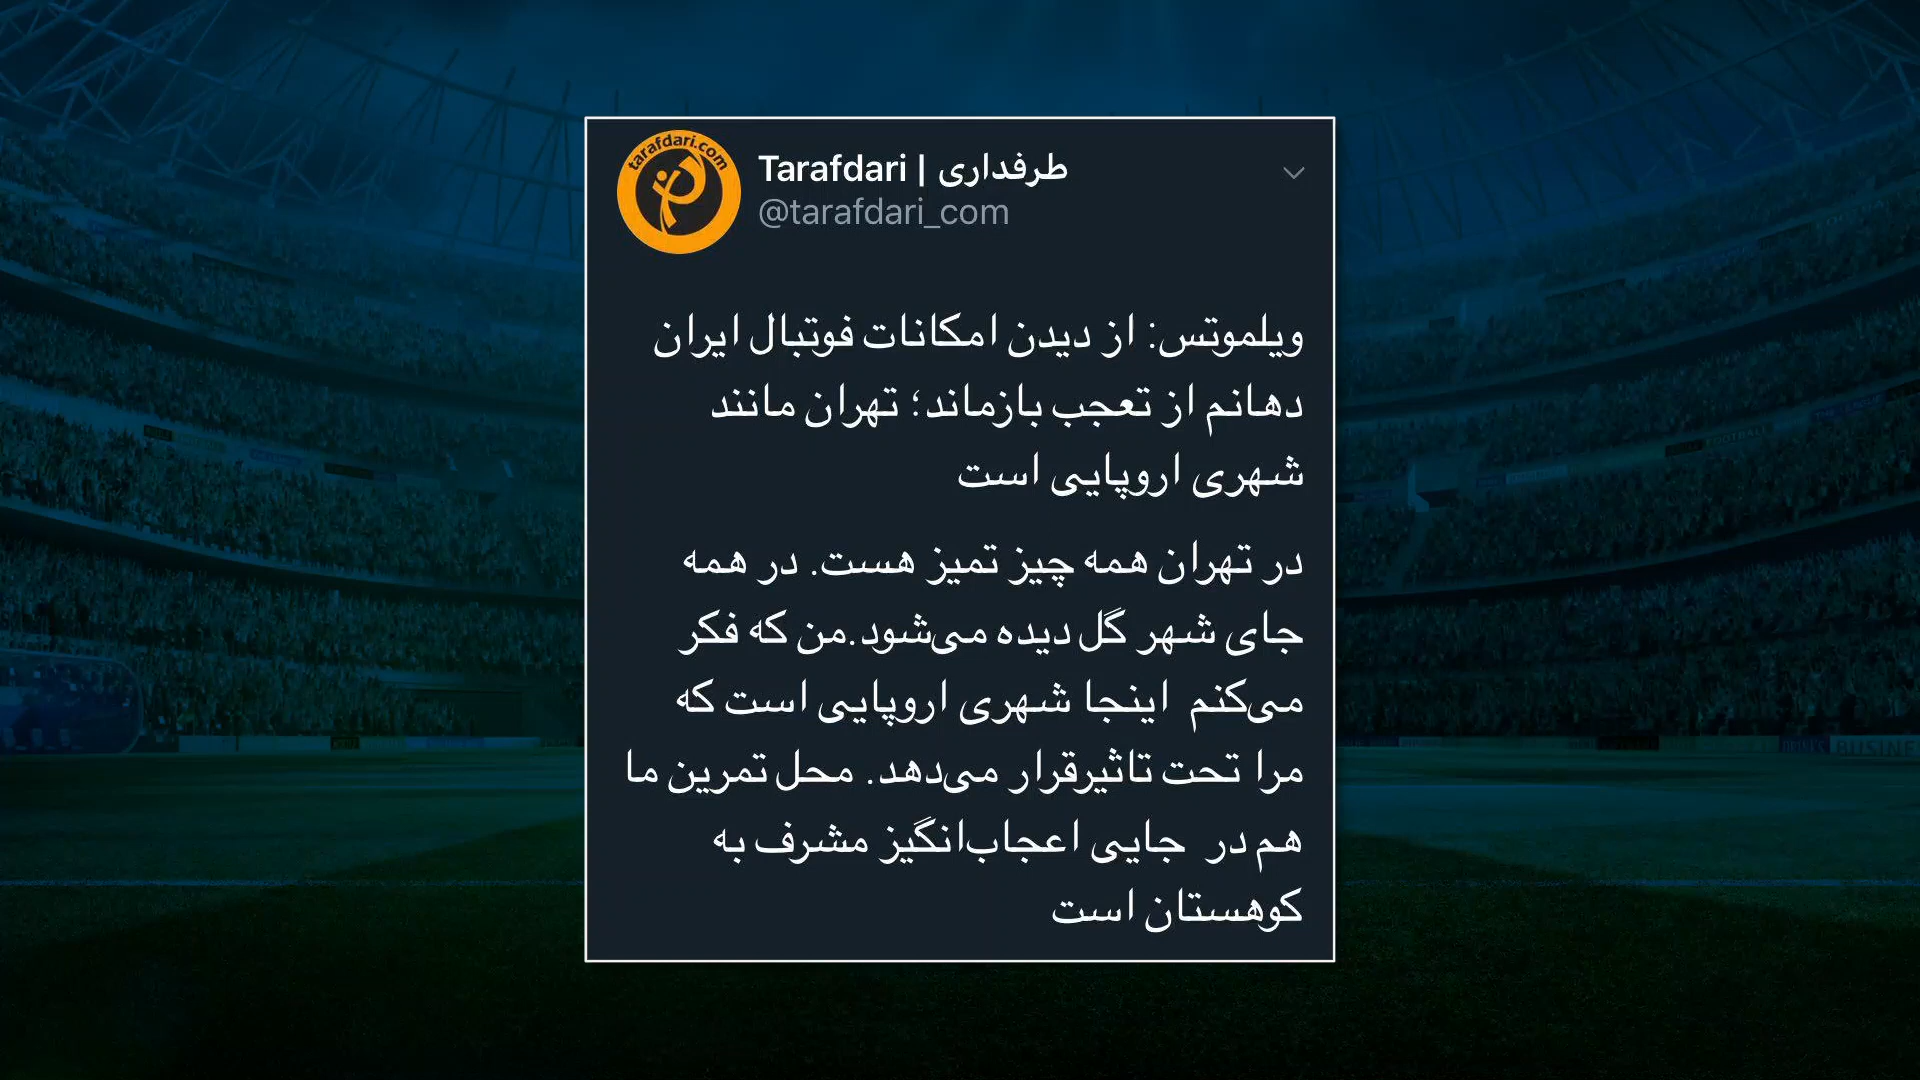 tarafdari.com
Tarafdari | طرفداری
@tarafdari_com
ویلموتس: از دیدن امکانات فوتبال ایران
دهانم از تعجب بازماند؛ تهران مانند
شهری اروپایی است
در تهران همه چیز تمیز هست. در همه
جای شهر گل دیده می‌شود.من که فکر
می‌کنم  اینجا شهری اروپایی است که
مرا تحت تاثیرقرار می‌دهد. محل تمرین ما
هم در  جایی اعجاب‌انگیز مشرف به
کوهستان است